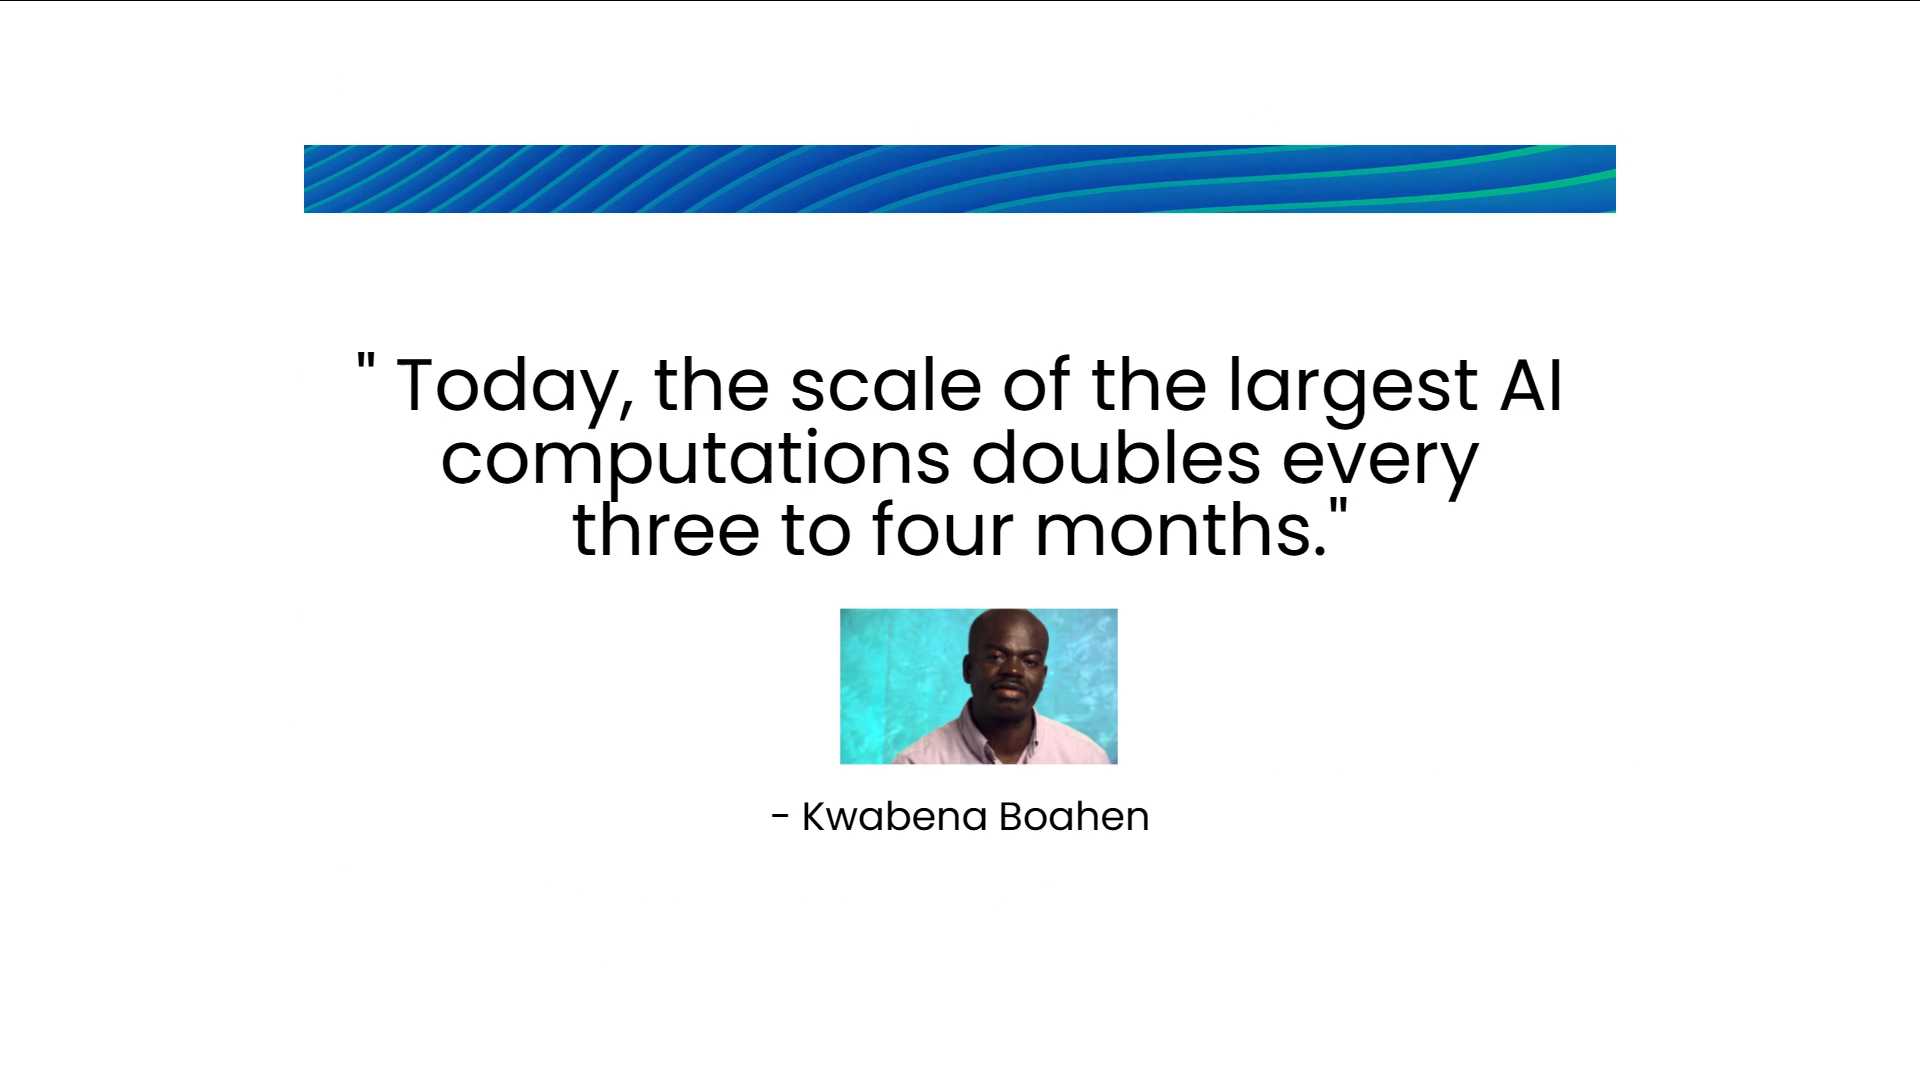 " Today, the scale of the largest AI
computations doubles every
three to four months."
- Kwabena Boahen